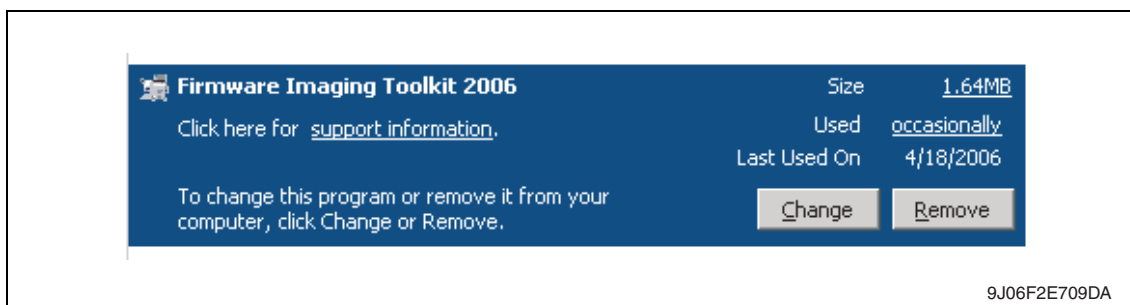 Firmware Imaging Toolkit 2006 Size 1.64MB
Click here for support information. Used occasionally
Last Used On 4/18/2006
To change this program or remove it from your
computer, click Change or Remove.
Change Remove
9J06F2E709DA